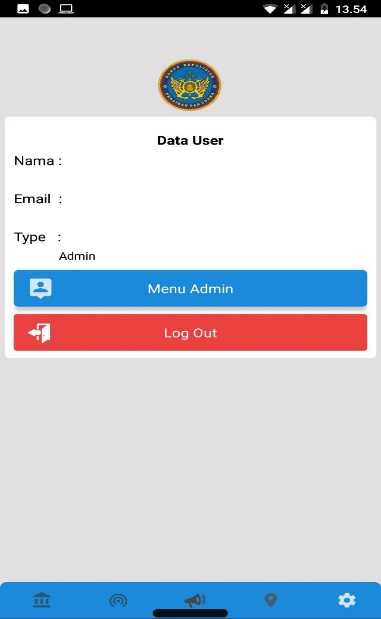 13.54
Data User
Nama :
Email :
Type :
Admin
Menu Admin
Log Out